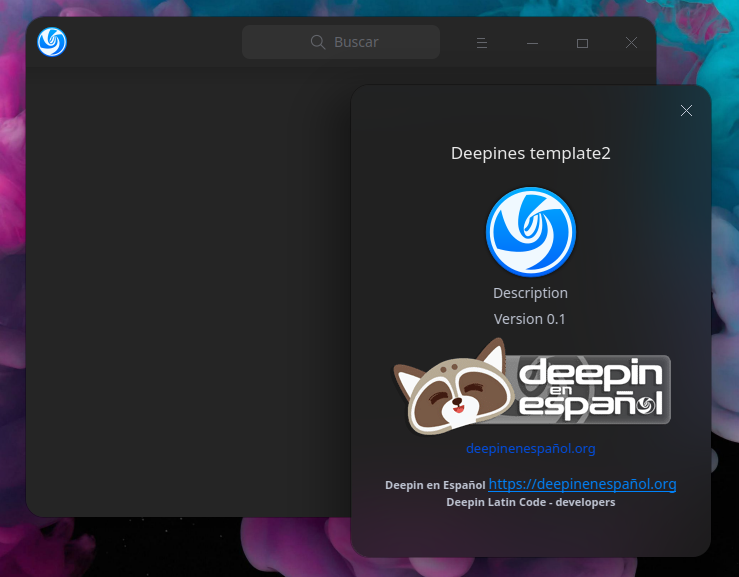 Buscar
Deepines template2
Description
Version 0.1
deepin
en
español
deepinenespañol.org
Deepin en Español https://deepinenespañol.org
Deepin Latin Code - developers